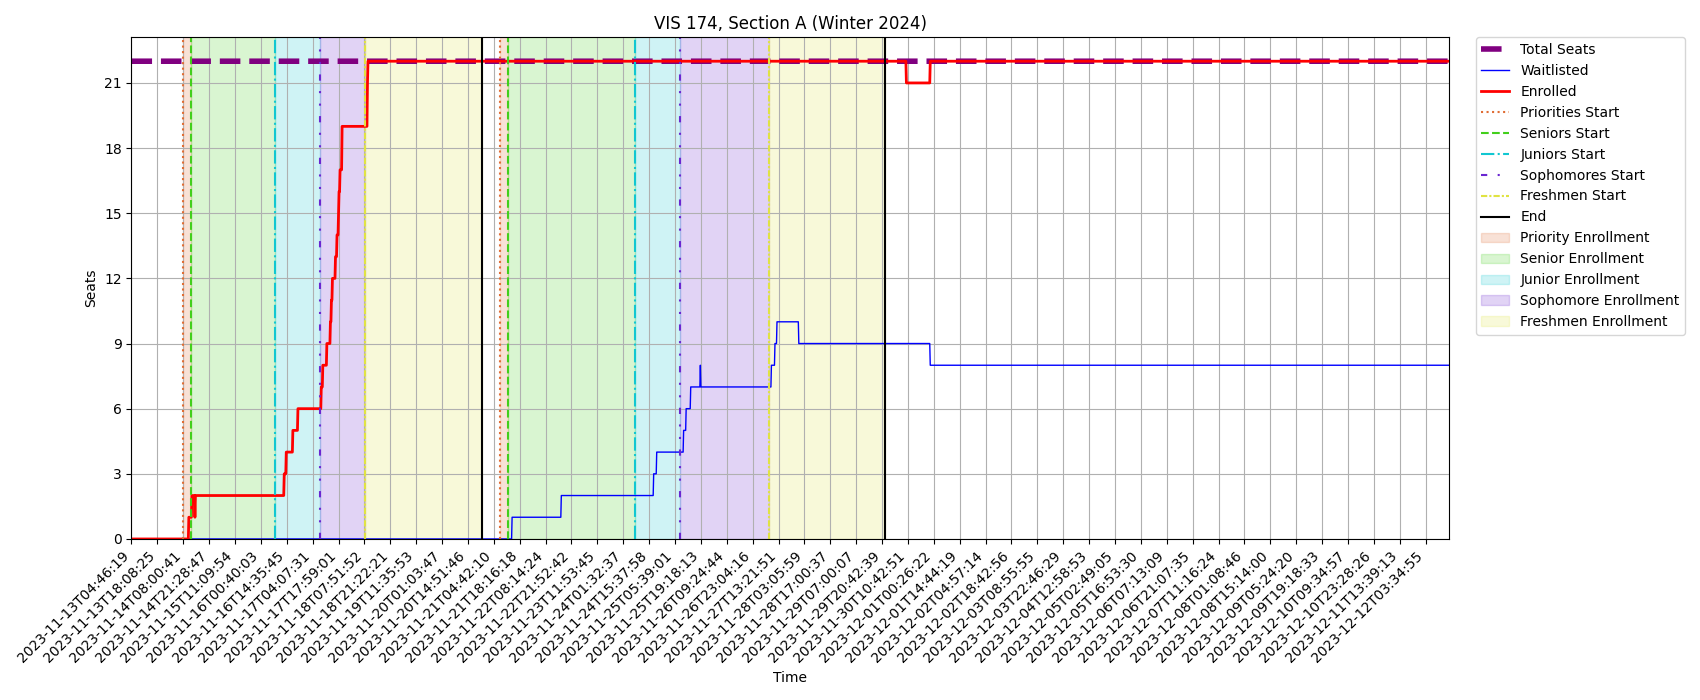 VIS 174, Section A (Winter 2024)
Seats
21
18
15
12
9
6
3
0
2023-11-13T04:46:19
2023-11-13T18:08:25
2023-11-14T08:00:41
2023-11-14T21:28:47
2023-11-15T11:09:54
2023-11-16T00:40:03
2023-11-16T14:35:45
2023-11-17T04:07:31
2023-11-17T17:59:01
2023-11-18T07:51:52
2023-11-18T21:22:21
2023-11-19T11:35:53
2023-11-20T01:03:47
2023-11-20T14:51:46
2023-11-21T04:42:10
2023-11-21T18:16:18
2023-11-22T08:14:24
2023-11-22T21:52:42
2023-11-23T11:53:45
2023-11-24T01:32:37
2023-11-24T15:37:58
2023-11-25T05:39:01
2023-11-25T19:18:13
2023-11-26T09:24:44
2023-11-26T23:04:16
2023-11-27T13:21:51
2023-11-28T03:05:59
2023-11-28T17:00:37
2023-11-29T07:00:07
2023-11-29T20:42:39
2023-11-30T10:42:51
2023-12-01T00:26:22
2023-12-01T14:44:19
2023-12-02T04:57:14
2023-12-02T18:42:56
2023-12-03T08:55:55
2023-12-03T22:46:29
2023-12-04T12:58:53
2023-12-05T02:49:05
2023-12-05T16:53:30
2023-12-06T07:13:09
2023-12-06T21:07:35
2023-12-07T11:16:24
2023-12-08T01:08:46
2023-12-08T15:14:00
2023-12-09T05:24:20
2023-12-09T19:18:33
2023-12-10T09:34:57
2023-12-10T23:28:26
2023-12-11T13:39:13
2023-12-12T03:34:55
Time
Total Seats
Waitlisted
Enrolled
Priorities Start
Seniors Start
Juniors Start
Sophomores Start
Freshmen Start
End
Priority Enrollment
Senior Enrollment
Junior Enrollment
Sophomore Enrollment
Freshmen Enrollment